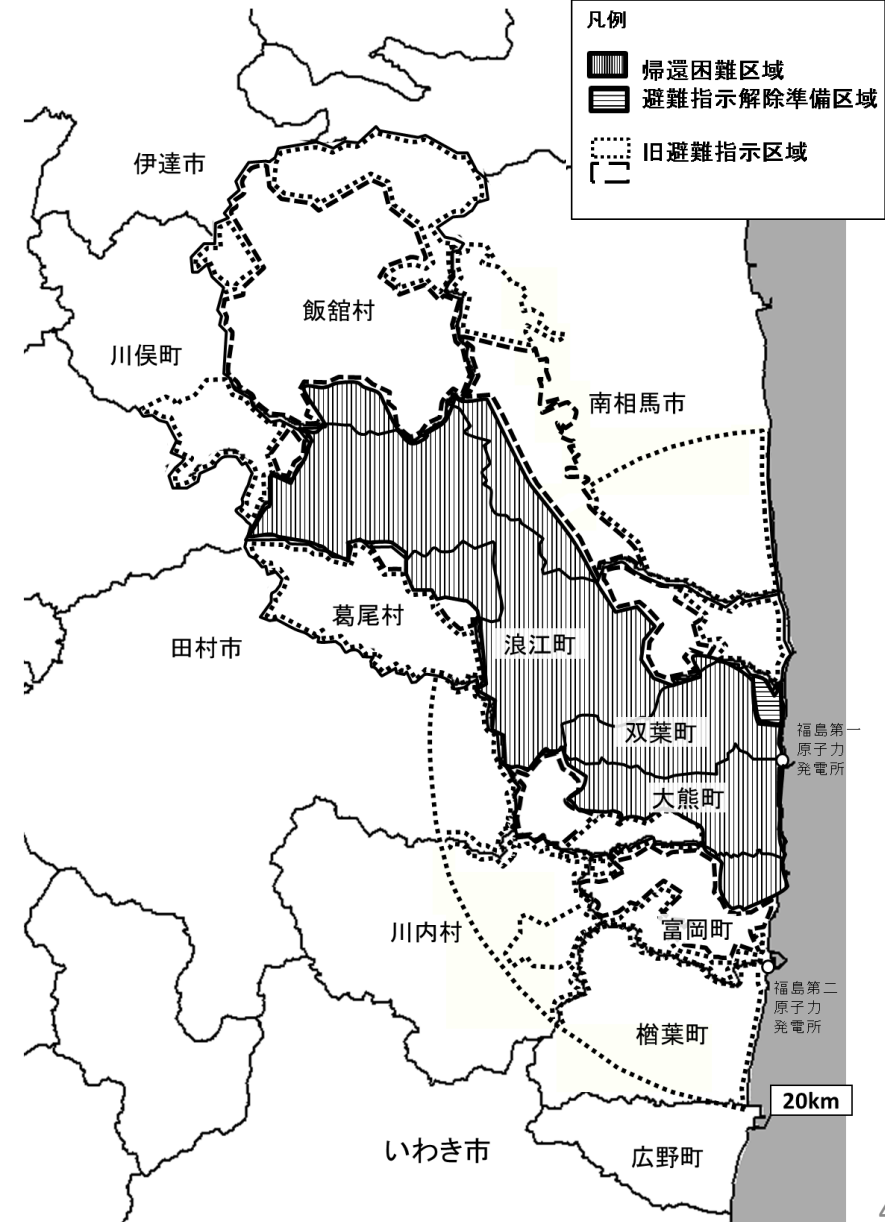 凡例
帰還困難区域
避難指示解除準備区域
旧避難指示区域
伊達市
飯舘村
川俣町
南相馬市
葛尾村
田村市
浪江町
双葉町
福島第一
原子力
発電所
大熊町
川内村
富岡町
福島第二
原子力
発電所
楢葉町
20km
いわき市
広野町